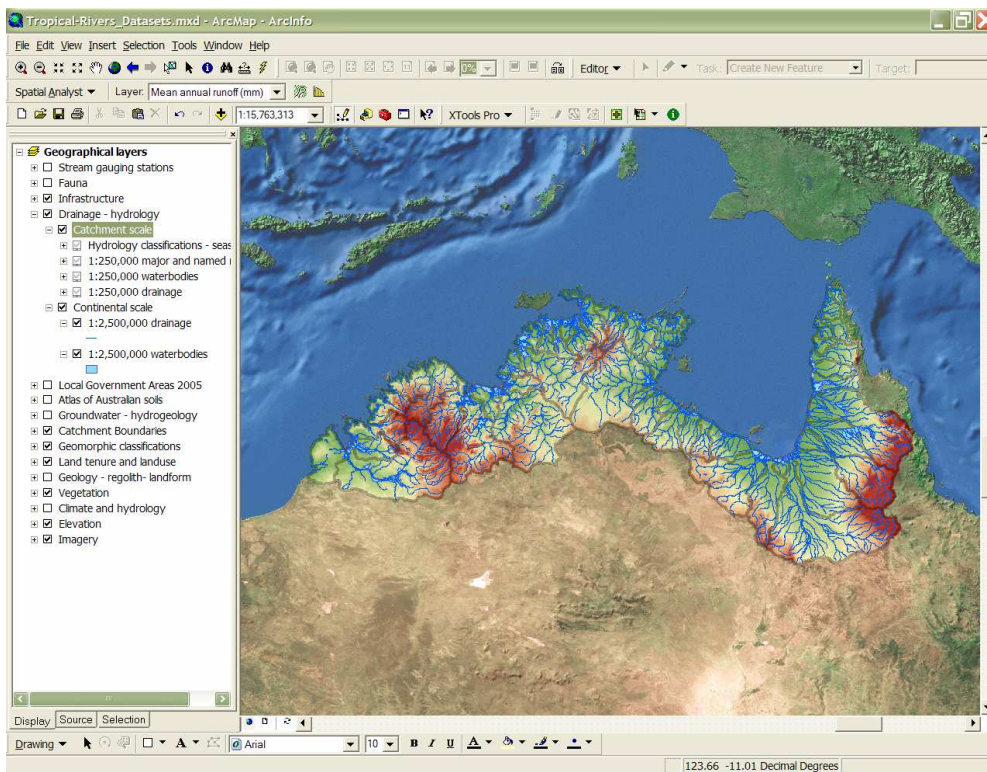 Tropical-Rivers_Datasets.mxd - ArcMap - ArcInfo
File Edit View Insert Selection Tools Window Help
0% Editor Task: Create New Feature Target:
Spatial Analyst Layer: Mean annual runoff (mm)
1:15,763,313 XTools Pro
Geographical layers
Stream gauging stations
Fauna
Infrastructure
Drainage - hydrology
Catchment scale
Hydrology classifications - seas
1:250,000 major and named
1:250,000 waterbodies
1:250,000 drainage
Continental scale
1:2,500,000 drainage
1:2,500,000 waterbodies
Local Government Areas 2005
Atlas of Australian soils
Groundwater - hydrogeology
Catchment Boundaries
Geomorphic classifications
Land tenure and landuse
Geology - regolith- landform
Vegetation
Climate and hydrology
Elevation
Imagery
Display Source Selection
Drawing A Arial 10 B I U A
123.66 -11.01 Decimal Degrees